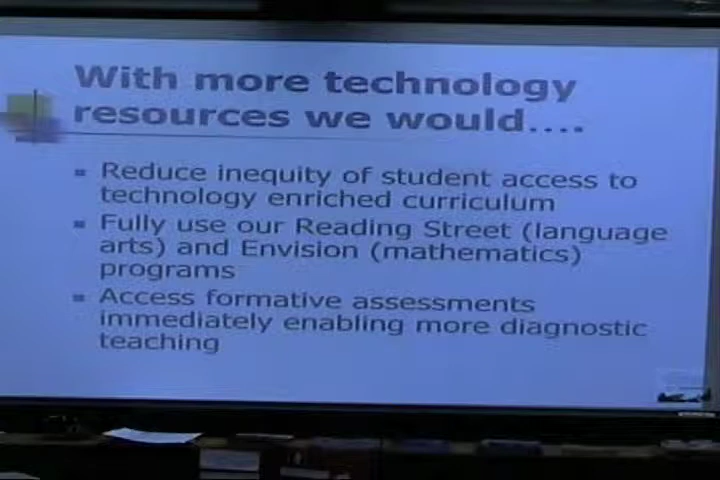 With more technology
resources we would....
Reduce inequity of student access to
technology enriched curriculum
Fully use our Reading Street (language
arts) and Envision (mathematics)
programs
Access formative assessments
immediately enabling more diagnostic
teaching